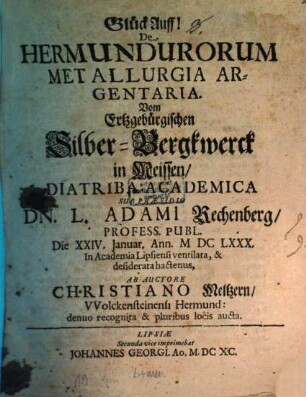 Glück Auff!
De
HERMUNDURORUM
METALLURGIA AR-
GENTARIA.
Vom
Ertzgebürgischen
Silber-Bergkwerck
in Meissen/
DIATRIBA ACADEMICA
SUB PRÆSIDIO
DN. L. ADAMI Rechenberg/
PROFESS. PUBL.
Die XXIV. Januar, Ann. M DC LXXX.
In Academia Lipsiensi ventilata, &
desiderata hactenus,
AB AUCTORE
CHRISTIANO Meltzern/
VVolckensteinensi Hermund:
denuo recognita & pluribus locis aucta.
LIPSIÆ
Secunda vice imprimebat
JOHANNES GEORGI. Ao. M. DC XC.